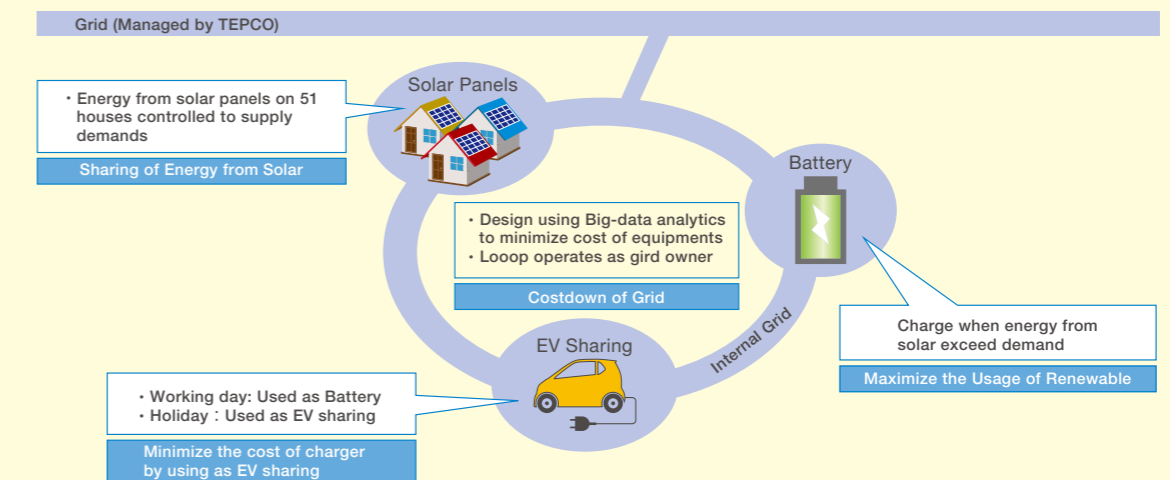 Grid (Managed by TEPCO)
Solar Panels
・Energy from solar panels on 51
houses controlled to supply
demands
Sharing of Energy from Solar
Battery
・Design using Big-data analytics
to minimize cost of equipments
・Looop operates as gird owner
Costdown of Grid
Internal Grid
Charge when energy from
solar exceed demand
Maximize the Usage of Renewable
EV Sharing
・Working day: Used as Battery
・Holiday：Used as EV sharing
Minimize the cost of charger
by using as EV sharing